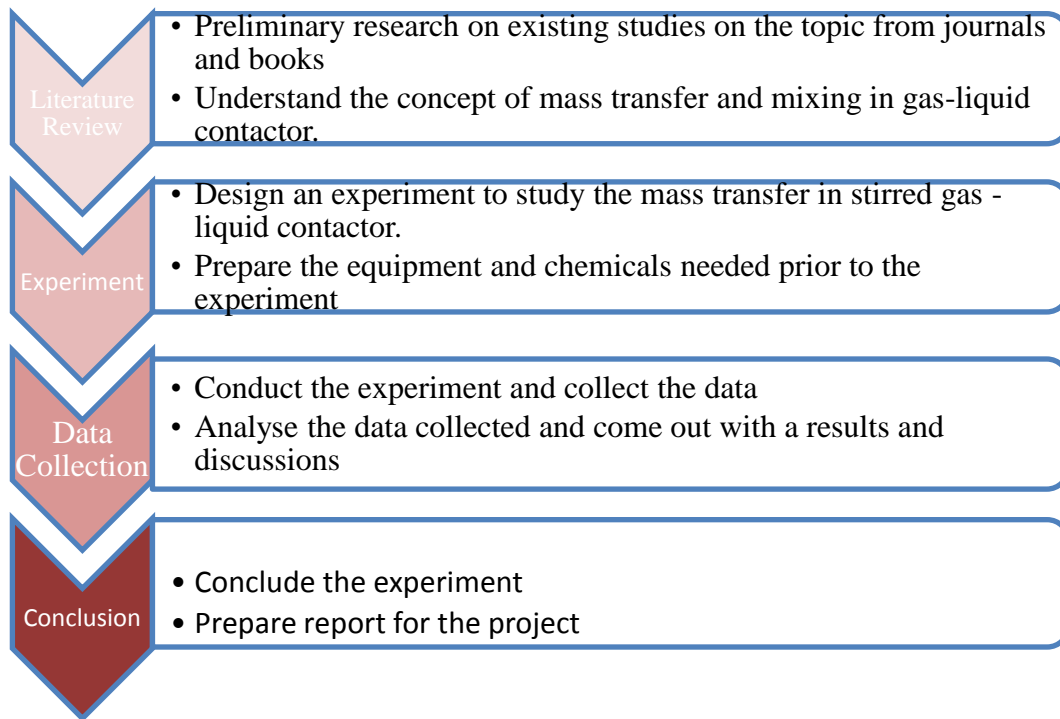 Literature
Review
• Preliminary research on existing studies on the topic from journals
and books
• Understand the concept of mass transfer and mixing in gas-liquid
contactor.
Experiment
• Design an experiment to study the mass transfer in stirred gas -
liquid contactor.
• Prepare the equipment and chemicals needed prior to the
experiment
Data
Collection
• Conduct the experiment and collect the data
• Analyse the data collected and come out with a results and
discussions
Conclusion
• Conclude the experiment
• Prepare report for the project